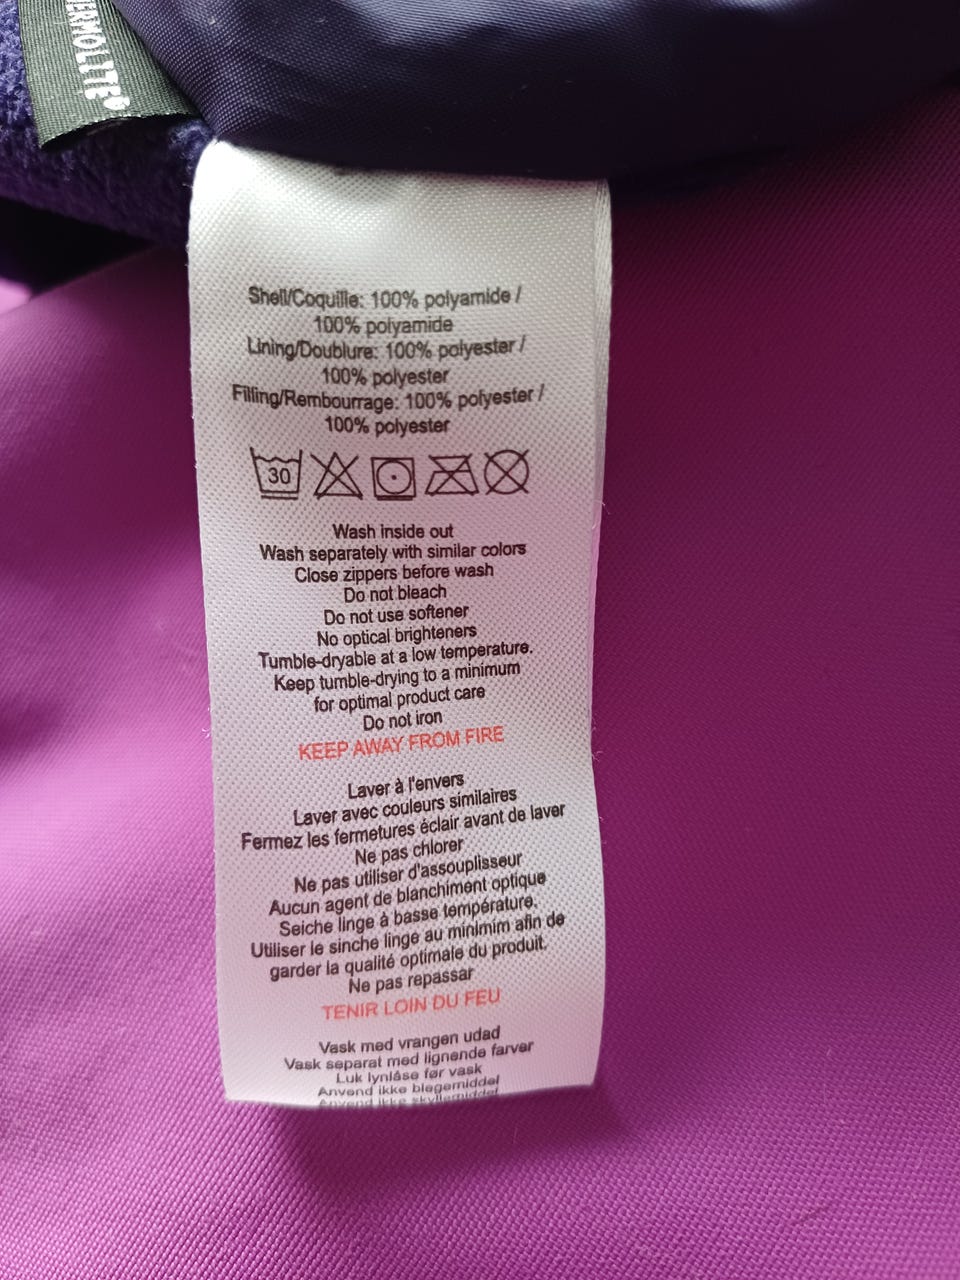 Shell/Coquille: 100% polyamide /
100% polyamide
Lining/Doublure: 100% polyester /
100% polyester
Filling/Rembourrage: 100% polyester /
100% polyester
30
Wash inside out
Wash separately with similar colors
Close zippers before wash
Do not bleach
Do not use softener
No optical brighteners
Tumble-dryable at a low temperature.
Keep tumble-drying to a minimum
for optimal product care
Do not iron
KEEP AWAY FROM FIRE
Laver à l'envers
Laver avec couleurs similaires
Fermez les fermetures éclair avant de laver
Ne pas chlorer
Ne pas utiliser d'assouplisseur
Aucun agent de blanchiment optique
Seiche linge à basse température.
Utiliser le sinche linge au minimim afin de
garder la qualité optimale du produit.
Ne pas repassar
TENIR LOIN DU FEU
Vask med vrangen udad
Vask separat med lignende farver
Luk lynlåse før vask
Anvend ikke blegemiddel
Anvend ikke skyllemiddel